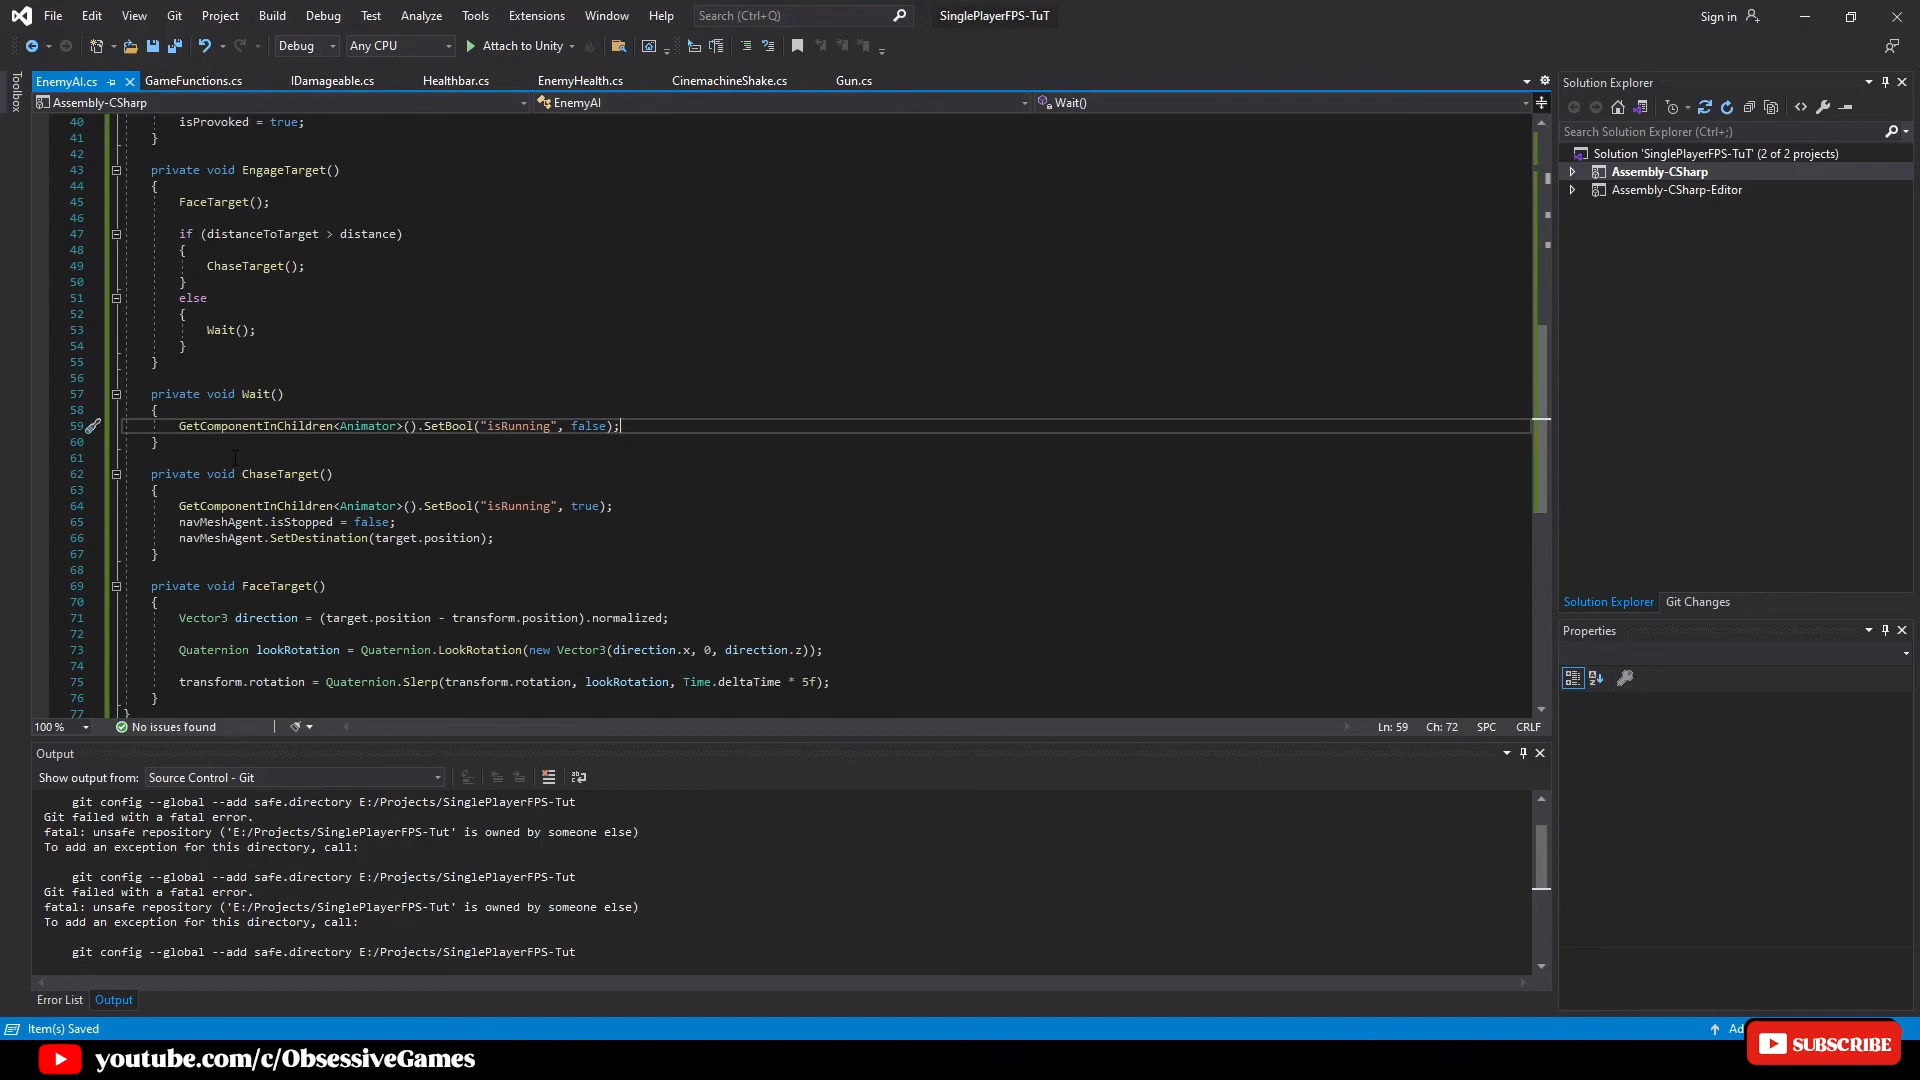 File Edit View Git Project Build Debug Test Analyze Tools Extensions Window Help Search (Ctrl+Q) SinglePlayerFPS-TuT Sign in
Debug Any CPU Attach to Unity
EnemyAI.cs GameFunctions.cs IDamageable.cs Healthbar.cs EnemyHealth.cs CinemachineShake.cs Gun.cs
Assembly-CSharp EnemyAI Wait()
Toolbox
40 isProvoked = true;
41 }
42
43 private void EngageTarget()
44 {
45 FaceTarget();
46
47 if (distanceToTarget > distance)
48 {
49 ChaseTarget();
50 }
51 else
52 {
53 Wait();
54 }
55 }
56
57 private void Wait()
58 {
59 GetComponentInChildren<Animator>().SetBool("isRunning", false);
60 }
61
62 private void ChaseTarget()
63 {
64 GetComponentInChildren<Animator>().SetBool("isRunning", true);
65 navMeshAgent.isStopped = false;
66 navMeshAgent.SetDestination(target.position);
67 }
68
69 private void FaceTarget()
70 {
71 Vector3 direction = (target.position - transform.position).normalized;
72
73 Quaternion lookRotation = Quaternion.LookRotation(new Vector3(direction.x, 0, direction.z));
74
75 transform.rotation = Quaternion.Slerp(transform.rotation, lookRotation, Time.deltaTime * 5f);
76 }
77 }
100 % No issues found Ln: 59 Ch: 72 SPC CRLF
Output
Show output from: Source Control - Git
git config --global --add safe.directory E:/Projects/SinglePlayerFPS-Tut
Git failed with a fatal error.
fatal: unsafe repository ('E:/Projects/SinglePlayerFPS-Tut' is owned by someone else)
To add an exception for this directory, call:
git config --global --add safe.directory E:/Projects/SinglePlayerFPS-Tut
Git failed with a fatal error.
fatal: unsafe repository ('E:/Projects/SinglePlayerFPS-Tut' is owned by someone else)
To add an exception for this directory, call:
git config --global --add safe.directory E:/Projects/SinglePlayerFPS-Tut
Error List Output
Solution Explorer
Search Solution Explorer (Ctrl+;)
Solution 'SinglePlayerFPS-TuT' (2 of 2 projects)
Assembly-CSharp
Assembly-CSharp-Editor
Solution Explorer Git Changes
Properties
Item(s) Saved
Ad
youtube.com/c/ObsessiveGames
SUBSCRIBE